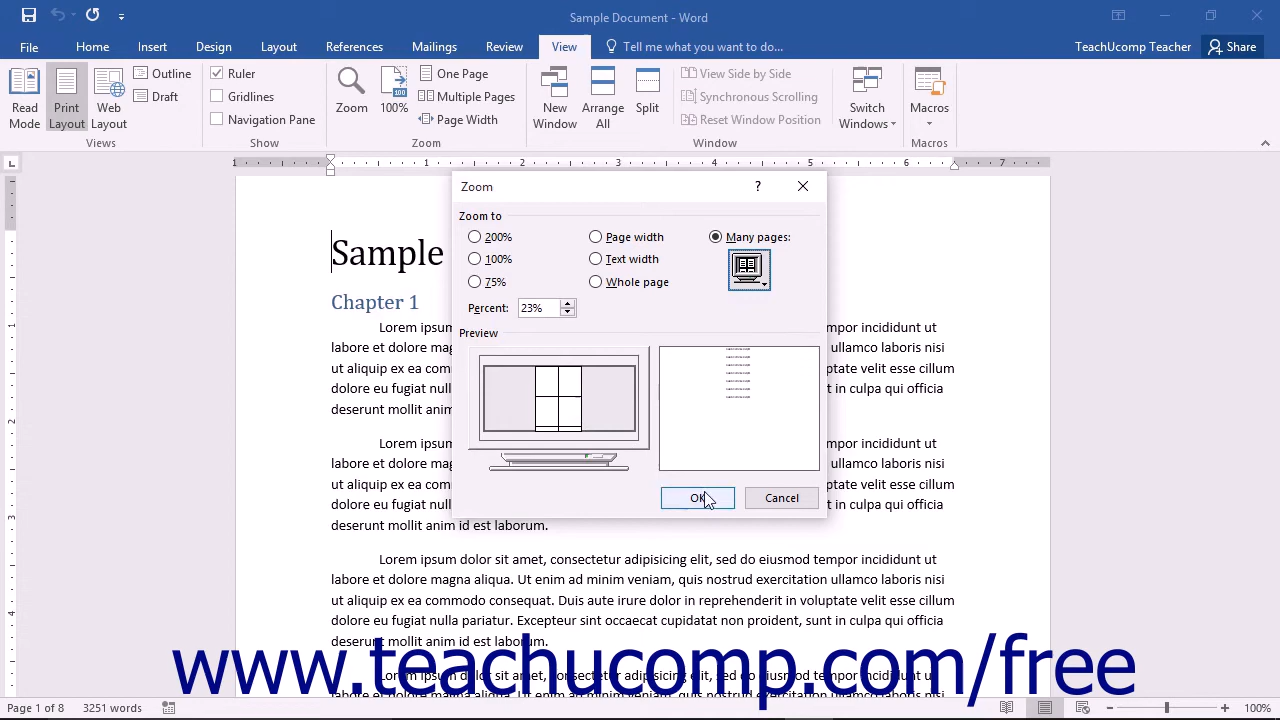 Sample Document - Word
File Home Insert Design Layout References Mailings Review View Tell me what you want to do... TeachUcomp Teacher Share
Read Mode
Print Layout
Web Layout
Outline
Draft
Views
Ruler
Gridlines
Navigation Pane
Show
Zoom
100%
One Page
Multiple Pages
Page Width
Zoom
New Window
Arrange All
Split
View Side by Side
Synchronous Scrolling
Reset Window Position
Window
Switch Windows
Macros
Macros
1 1 2 3 4 5 6 7
Zoom ?
Zoom to
200%
100%
75%
Page width
Text width
Whole page
Many pages:
Percent: 23%
Preview
OK Cancel
Sample
Chapter 1
Lorem ipsum mpor incididunt ut
labore et dolore mag ullamco laboris nisi
ut aliquip ex ea com ptate velit esse cillum
dolore eu fugiat null in culpa qui officia
deserunt mollit anim
Lorem ipsum mpor incididunt ut
labore et dolore mag ullamco laboris nisi
ut aliquip ex ea com ptate velit esse cillum
dolore eu fugiat null in culpa qui officia
deserunt mollit anim id est laborum.
Lorem ipsum dolor sit amet, consectetur adipisicing elit, sed do eiusmod tempor incididunt ut
labore et dolore magna aliqua. Ut enim ad minim veniam, quis nostrud exercitation ullamco laboris nisi
ut aliquip ex ea commodo consequat. Duis aute irure dolor in reprehenderit in voluptate velit esse cillum
dolore eu fugiat nulla pariatur. Excepteur sint occaecat cupidatat non proident, sunt in culpa qui officia
deserunt mollit anim id est laborum.
www.teachucomp.com/free
Page 1 of 8 3251 words 100%